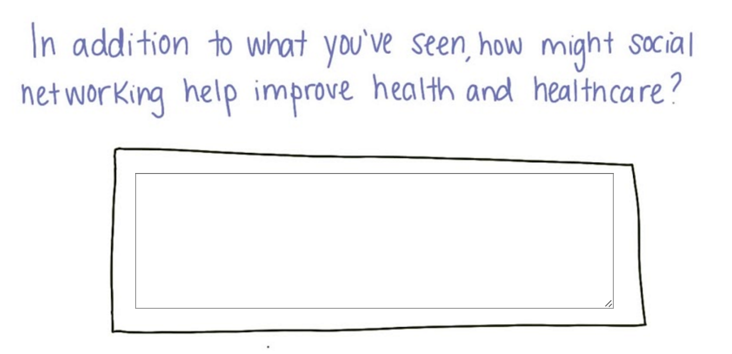 In addition to what you've seen, how might social
networking help improve health and healthcare?